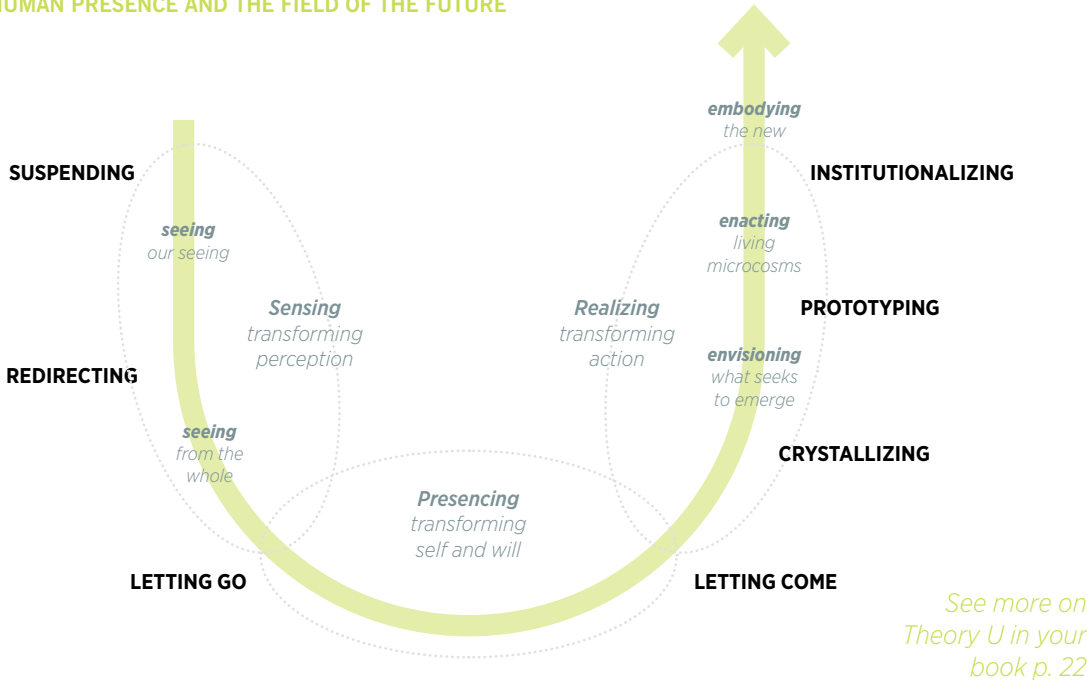 HUMAN PRESENCE AND THE FIELD OF THE FUTURE
embodying
the new
SUSPENDING
INSTITUTIONALIZING
seeing
our seeing
enacting
living
microcosms
Sensing
transforming
perception
Realizing
transforming
action
PROTOTYPING
envisioning
what seeks
to emerge
REDIRECTING
seeing
from the
whole
CRYSTALLIZING
Presencing
transforming
self and will
LETTING GO
LETTING COME
See more on
Theory U in your
book p. 22